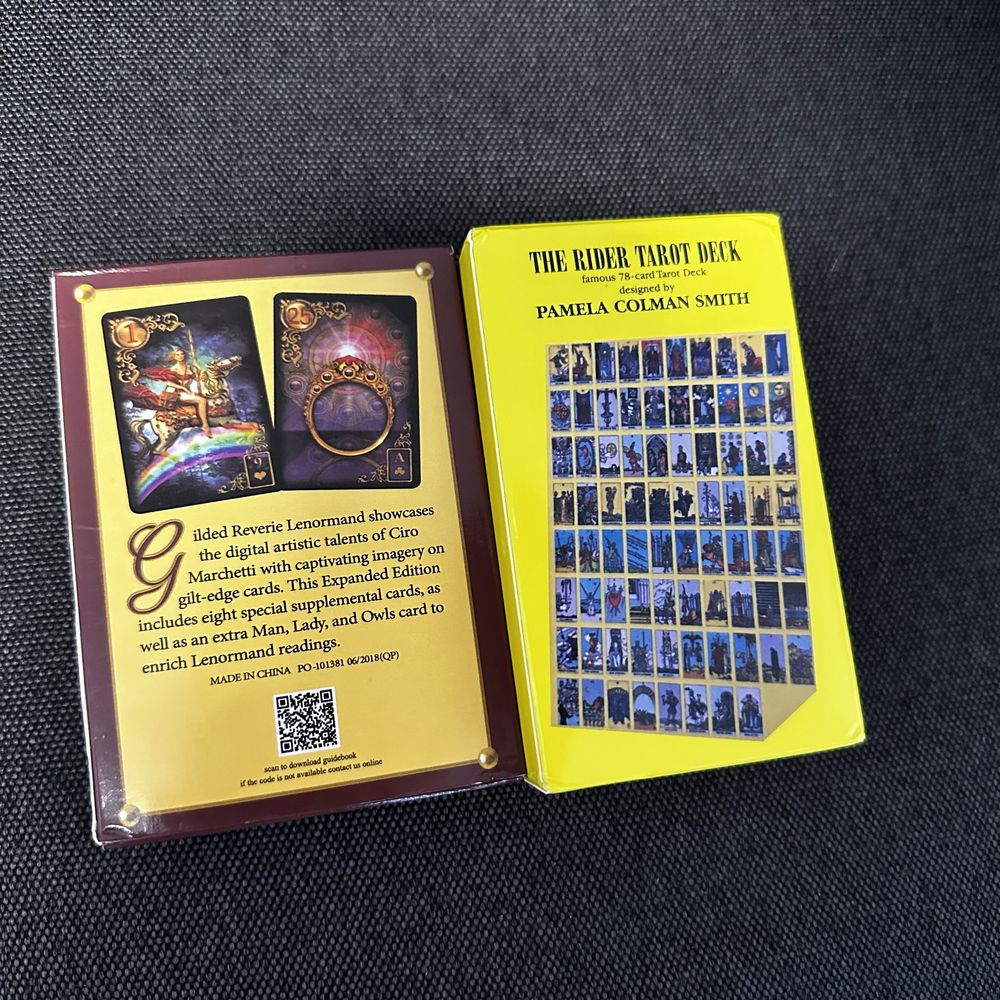 1
25
9
A
Gilded Reverie Lenormand showcases
the digital artistic talents of Ciro
Marchetti with captivating imagery on
gilt-edge cards. This Expanded Edition
includes eight special supplemental cards, as
well as an extra Man, Lady, and Owls card to
enrich Lenormand readings.
MADE IN CHINA PO-101381 06/2018(QP)
scan to download guidebook
if the code is not available contact us online
THE RIDER TAROT DECK
famous 78-card Tarot Deck
designed by
PAMELA COLMAN SMITH